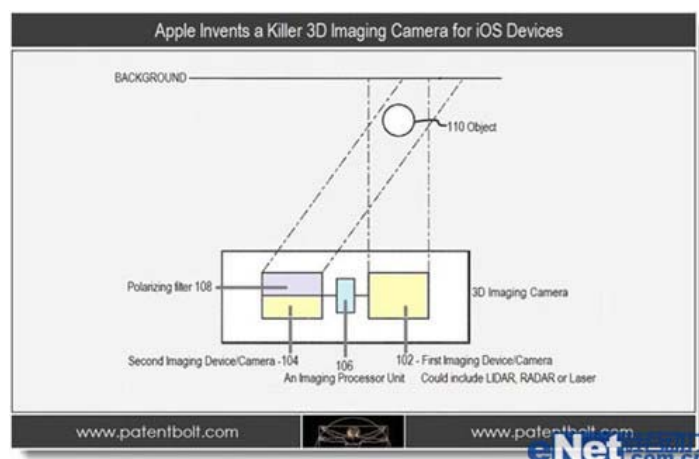 Apple Invents a Killer 3D Imaging Camera for iOS Devices
BACKGROUND
110 Object
Polarizing filter 108
3D Imaging Camera
Second Imaging Device/Camera -104
106
An Imaging Processor Unit
102 - First Imaging Device/Camera
Could include LIDAR, RADAR or Laser
www.patentbolt.com
www.patentbolt.com
eNet